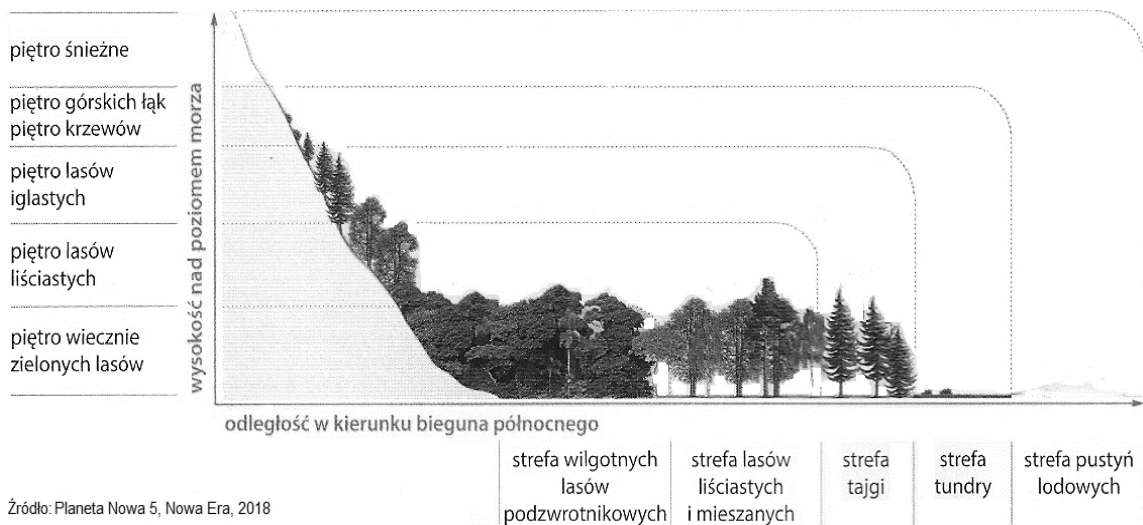 piętro śnieżne
piętro górskich łąk
piętro krzewów
piętro lasów
iglastych
piętro lasów
liściastych
piętro wiecznie
zielonych lasów
wysokość nad poziomem morza
odległość w kierunku bieguna północnego
strefa wilgotnych
lasów
podzwrotnikowych
strefa lasów
liściastych
i mieszanych
strefa
tajgi
strefa
tundry
strefa pustyń
lodowych
Źródło: Planeta Nowa 5, Nowa Era, 2018